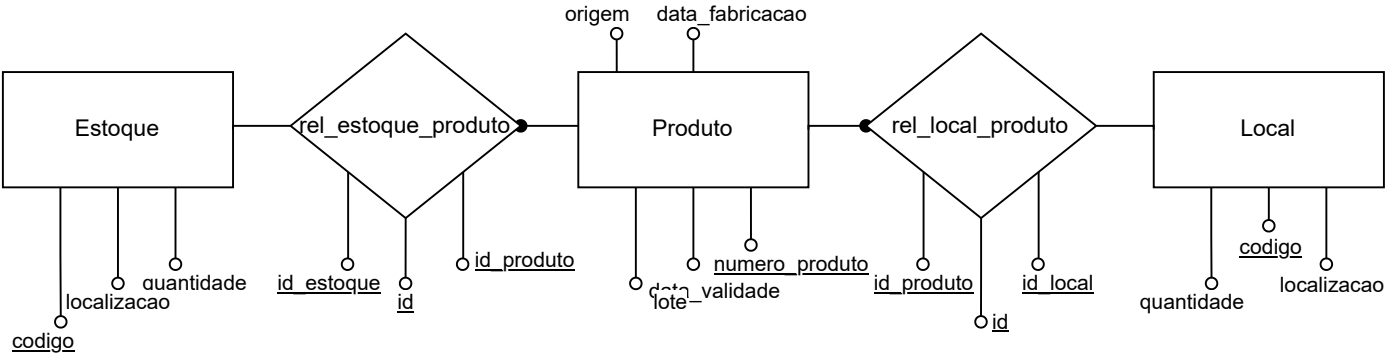 origem
data_fabricacao
Estoque
rel_estoque_produto
Produto
rel_local_produto
Local
quantidade
localizacao
codigo
id_estoque
id
id_produto
numero_produto
data_validade
lote
id_produto
id
id_local
quantidade
codigo
localizacao